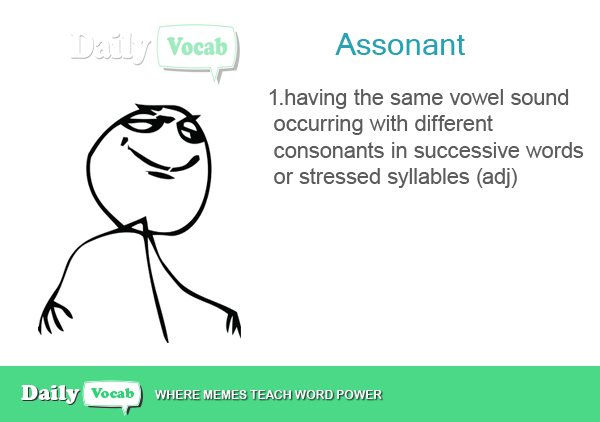 Daily Vocab
Assonant
1.having the same vowel sound
occurring with different
consonants in successive words
or stressed syllables (adj)
Daily Vocab WHERE MEMES TEACH WORD POWER